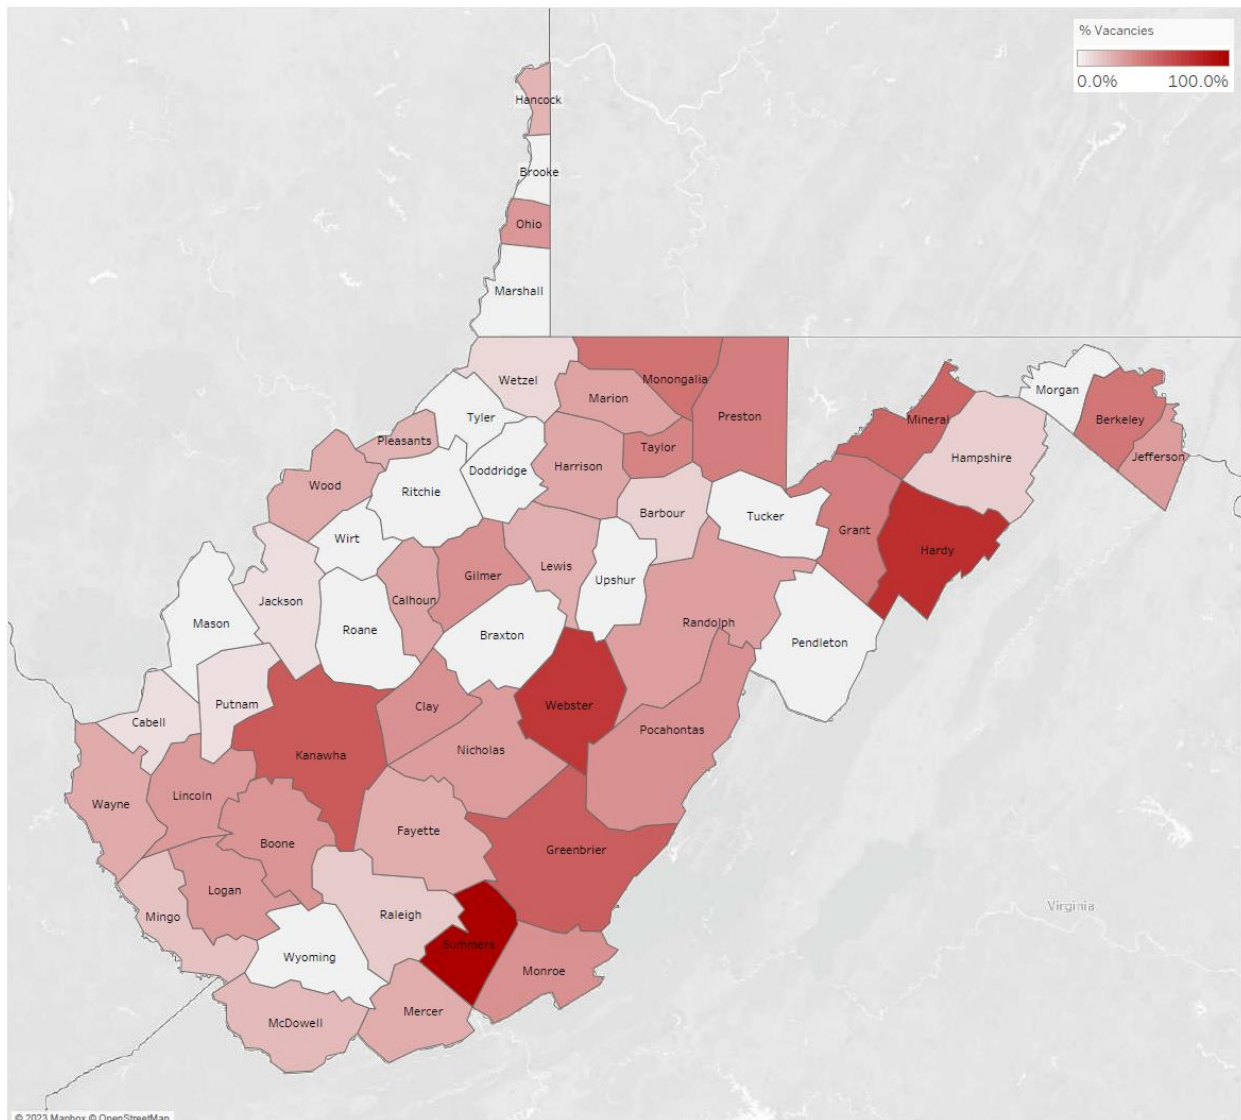 % Vacancies
0.0% 100.0%
Hancock
Brooke
Ohio
Marshall
Wetzel
Monongalia
Marion
Preston
Tyler
Pleasants
Taylor
Harrison
Doddridge
Ritchie
Wood
Barbour
Tucker
Morgan
Berkeley
Mineral
Hampshire
Jefferson
Grant
Hardy
Wirt
Lewis
Upshur
Gilmer
Calhoun
Jackson
Mason
Roane
Braxton
Randolph
Pendleton
Putnam
Cabell
Clay
Webster
Pocahontas
Kanawha
Nicholas
Wayne
Lincoln
Boone
Fayette
Greenbrier
Logan
Mingo
Raleigh
Summers
Wyoming
Monroe
McDowell
Mercer
Virginia
© 2023 Mapbox © OpenStreetMap